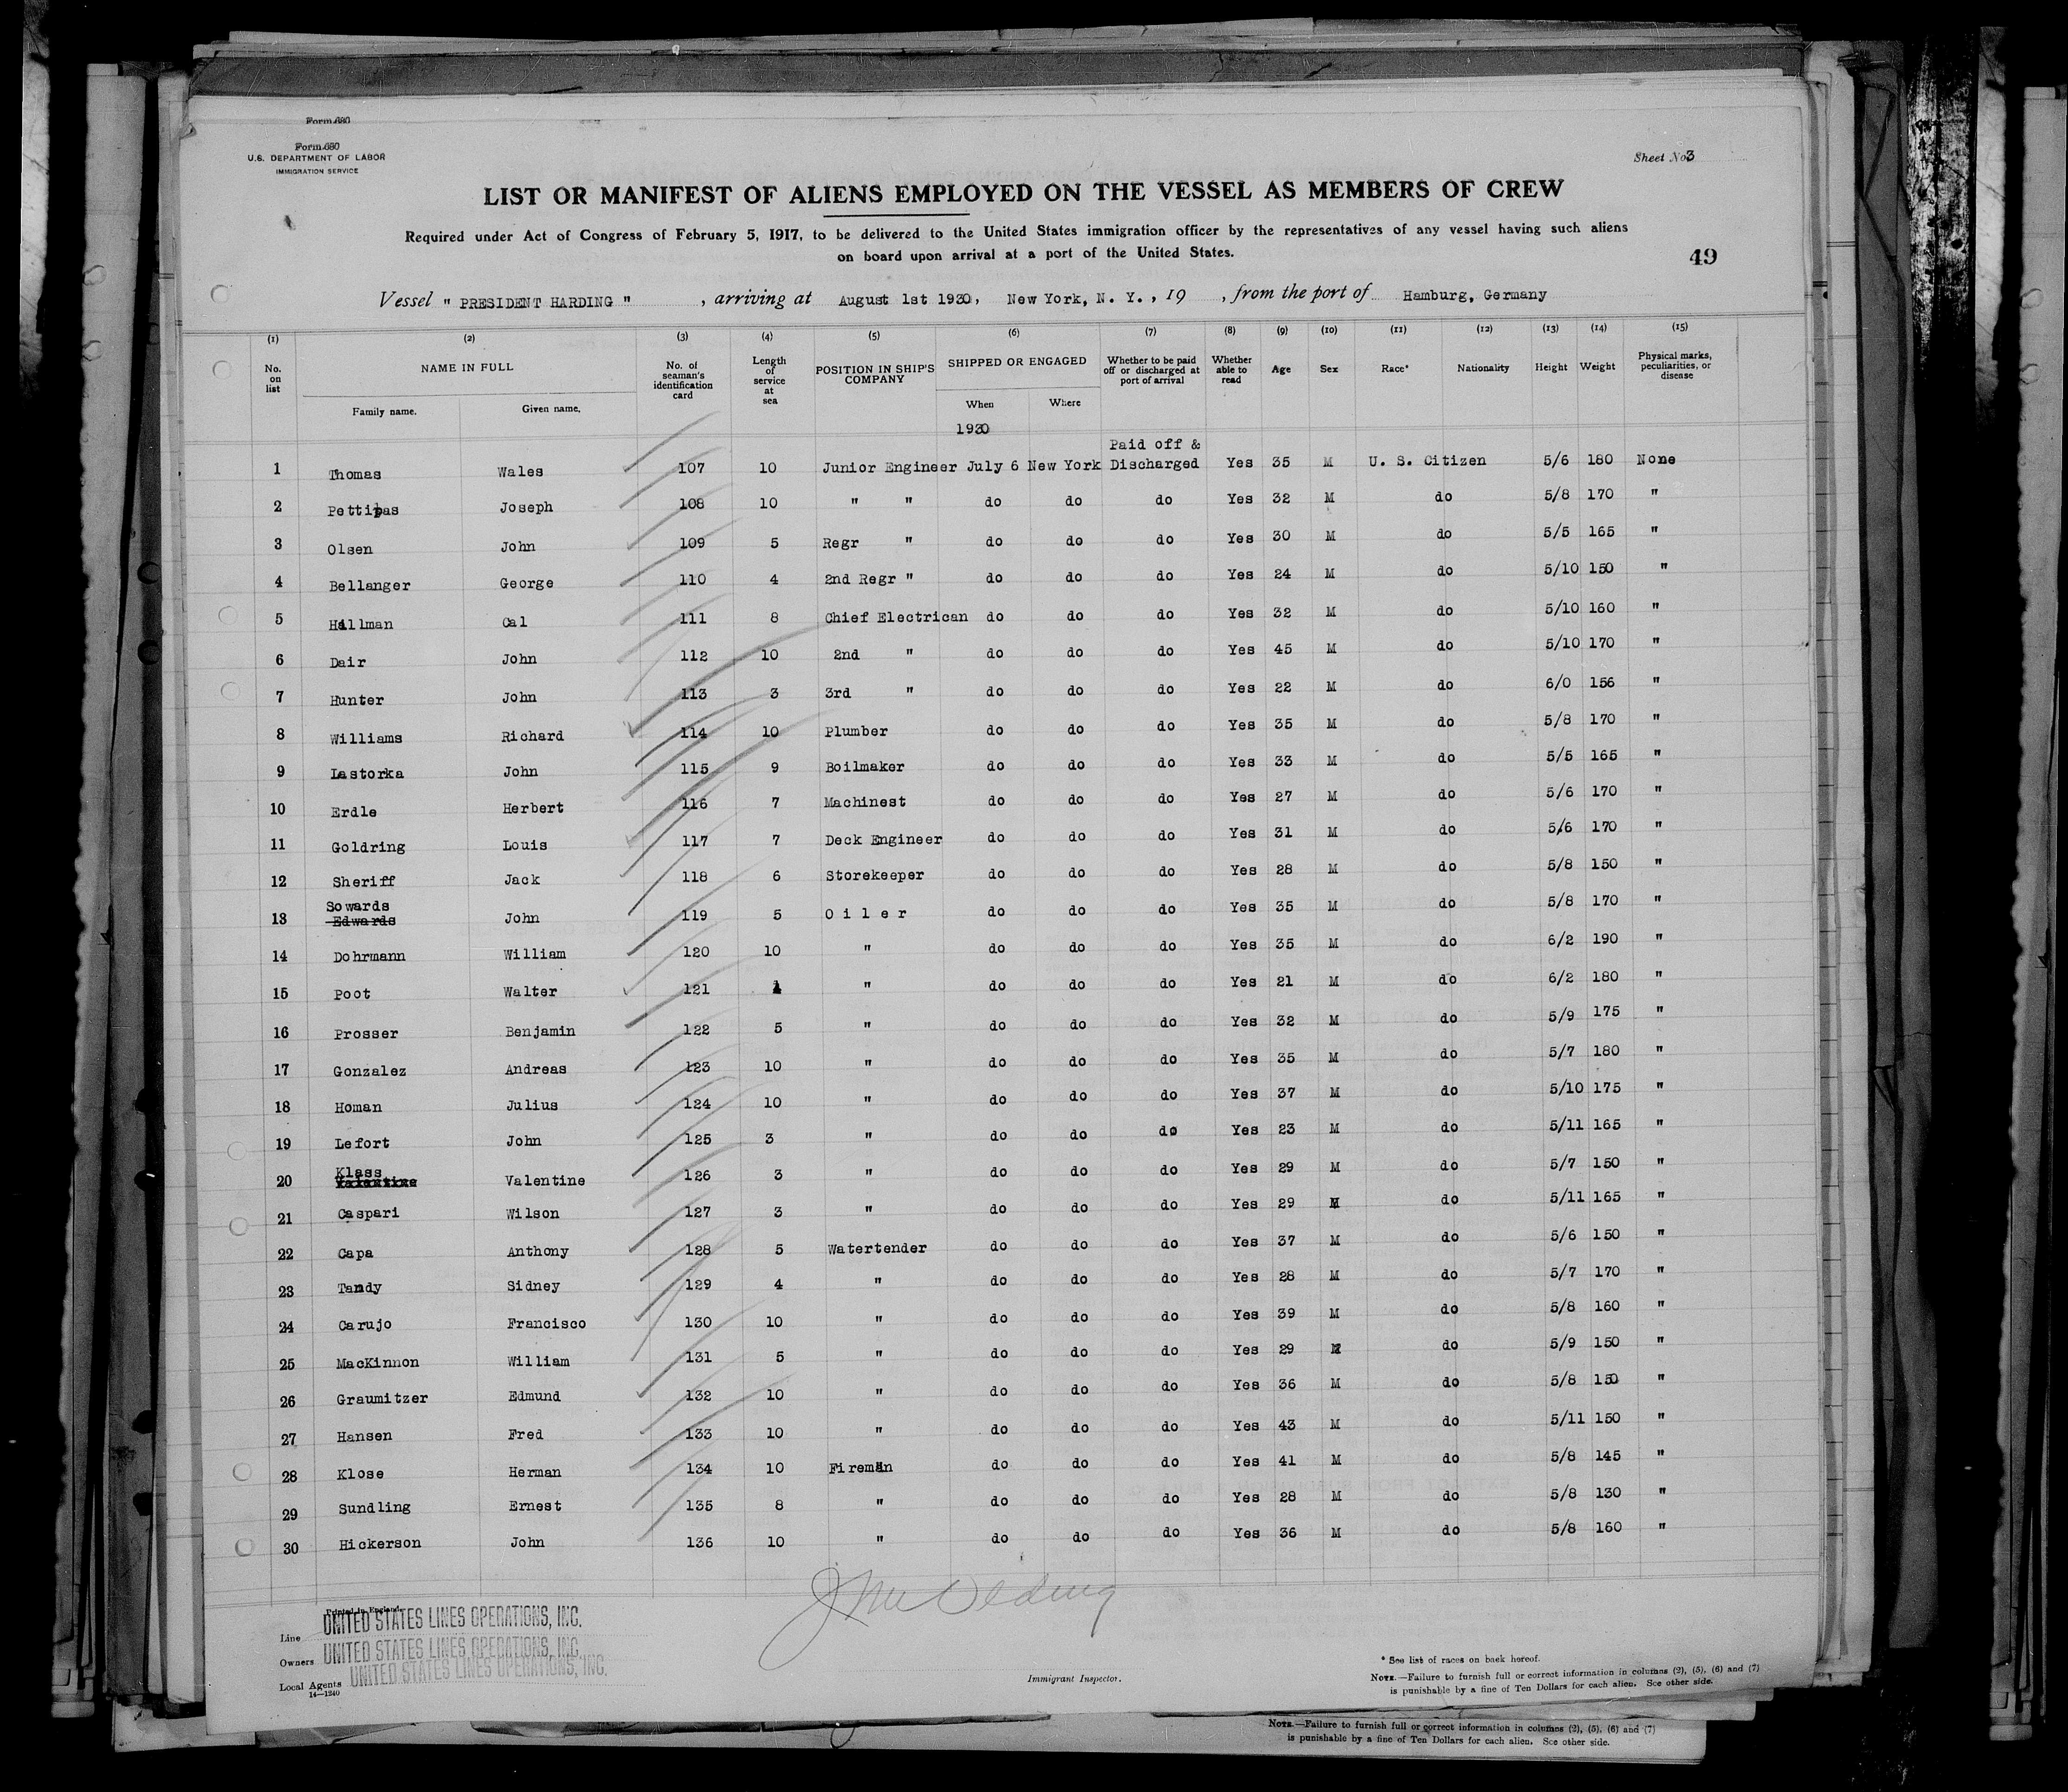 Form 680
Form 680
U.S. DEPARTMENT OF LABOR
IMMIGRATION SERVICE
Sheet No. 3
LIST OR MANIFEST OF ALIENS EMPLOYED ON THE VESSEL AS MEMBERS OF CREW
Required under Act of Congress of February 5, 1917, to be delivered to the United States immigration officer by the representatives of any vessel having such aliens
on board upon arrival at a port of the United States.
49
Vessel " PRESIDENT HARDING " , arriving at August 1st 1930, New York, N. Y. , 19 , from the port of Hamburg, Germany
(1) (2) (3) (4) (5) (6) (7) (8) (9) (10) (11) (12) (13) (14) (15)
No. on list NAME IN FULL No. of seaman's identification card Length of service at sea POSITION IN SHIP'S COMPANY SHIPPED OR ENGAGED Whether to be paid off or discharged at port of arrival Whether able to read Age Sex Race* Nationality Height Weight Physical marks, peculiarities, or disease
Family name. Given name. When Where
1930
Paid off &
1 Thomas Wales 107 10 Junior Engineer July 6 New York Discharged Yes 35 M U. S. Citizen 5/6 180 None
2 Pettipas Joseph 108 10 " " do do do Yes 32 M do 5/8 170 "
3 Olsen John 109 5 Regr " do do do Yes 30 M do 5/5 165 "
4 Bellanger George 110 4 2nd Regr " do do do Yes 24 M do 5/10 150 "
5 Hillman Cal 111 8 Chief Electrican do do do Yes 32 M do 5/10 160 "
6 Dair John 112 10 2nd " do do do Yes 45 M do 5/10 170 "
7 Hunter John 113 3 3rd " do do do Yes 22 M do 6/0 156 "
8 Williams Richard 114 10 Plumber do do do Yes 35 M do 5/8 170 "
9 Lastorka John 115 9 Boilmaker do do do Yes 33 M do 5/5 165 "
10 Erdle Herbert 116 7 Machinest do do do Yes 27 M do 5/6 170 "
11 Goldring Louis 117 7 Deck Engineer do do do Yes 31 M do 5/6 170 "
12 Sheriff Jack 118 6 Storekeeper do do do Yes 28 M do 5/8 150 "
Sowards
13 Edwards John 119 5 O i l e r do do do Yes 35 M do 5/8 170 "
14 Dohrmann William 120 10 " do do do Yes 35 M do 6/2 190 "
15 Poot Walter 121 1 " do do do Yes 21 M do 6/2 180 "
16 Prosser Benjamin 122 5 " do do do Yes 32 M do 5/9 175 "
17 Gonzalez Andreas 123 10 " do do do Yes 35 M do 5/7 180 "
18 Homan Julius 124 10 " do do do Yes 37 M do 5/10 175 "
19 Lefort John 125 3 " do do do Yes 23 M do 5/11 165 "
Klass
20 Valentine Valentine 126 3 " do do do Yes 29 M do 5/7 150 "
21 Caspari Wilson 127 3 " do do do Yes 29 M do 5/11 165 "
22 Capa Anthony 128 5 Watertender do do do Yes 37 M do 5/6 150 "
23 Tandy Sidney 129 4 " do do do Yes 28 M do 5/7 170 "
24 Carujo Francisco 130 10 " do do do Yes 39 M do 5/8 160 "
25 MacKinnon William 131 5 " do do do Yes 29 M do 5/9 150 "
26 Graumitzer Edmund 132 10 " do do do Yes 36 M do 5/8 150 "
27 Hansen Fred 133 10 " do do do Yes 43 M do 5/11 150 "
28 Klose Herman 134 10 Fireman do do do Yes 41 M do 5/8 145 "
29 Sundling Ernest 135 8 " do do do Yes 28 M do 5/8 130 "
30 Hickerson John 136 10 " do do do Yes 36 M do 5/8 160 "
Printed in England
Line UNITED STATES LINES OPERATIONS, INC.
Owners UNITED STATES LINES OPERATIONS, INC.
Local Agents UNITED STATES LINES OPERATIONS, INC.
14—1240
Immigrant Inspector.
* See list of races on back hereof.
NOTE.—Failure to furnish full or correct information in columns (2), (5), (6) and (7)
is punishable by a fine of Ten Dollars for each alien. See other side.
NOTE.—Failure to furnish full or correct information in columns (2), (5), (6) and (7)
is punishable by a fine of Ten Dollars for each alien. See other side.